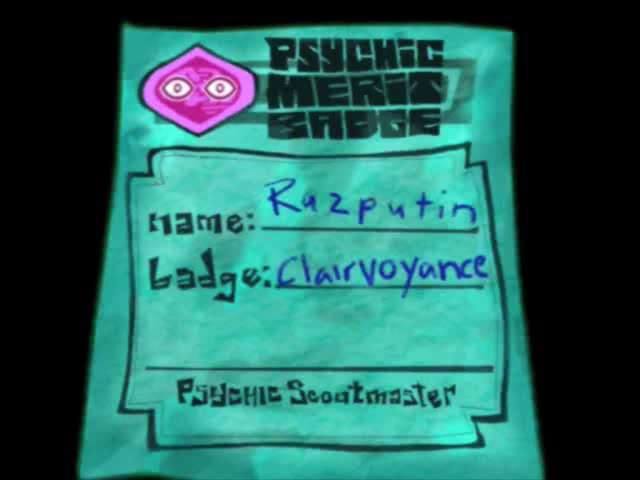 PSYCHIC
MERIT
BADGE
name: Razputin
badge: Clairvoyance
Psychic Scoutmaster